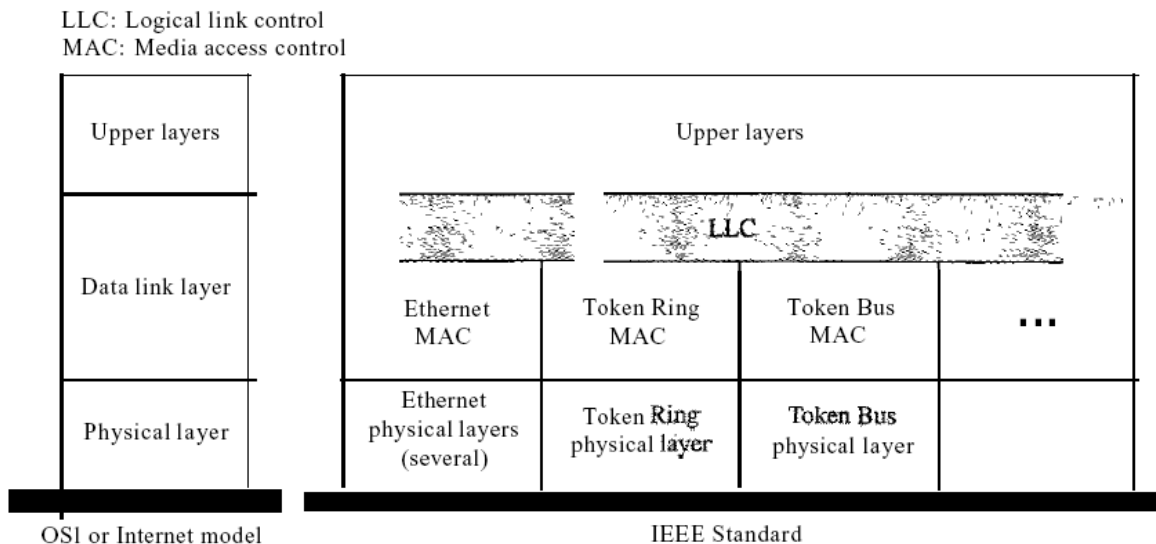 LLC: Logical link control
MAC: Media access control
Upper layers
Data link layer
Physical layer
OS1 or Internet model
Upper layers
LLC
Ethernet
MAC
Token Ring
MAC
Token Bus
MAC
...
Ethernet
physical layers
(several)
Token Ring
physical layer
Token Bus
physical layer
IEEE Standard